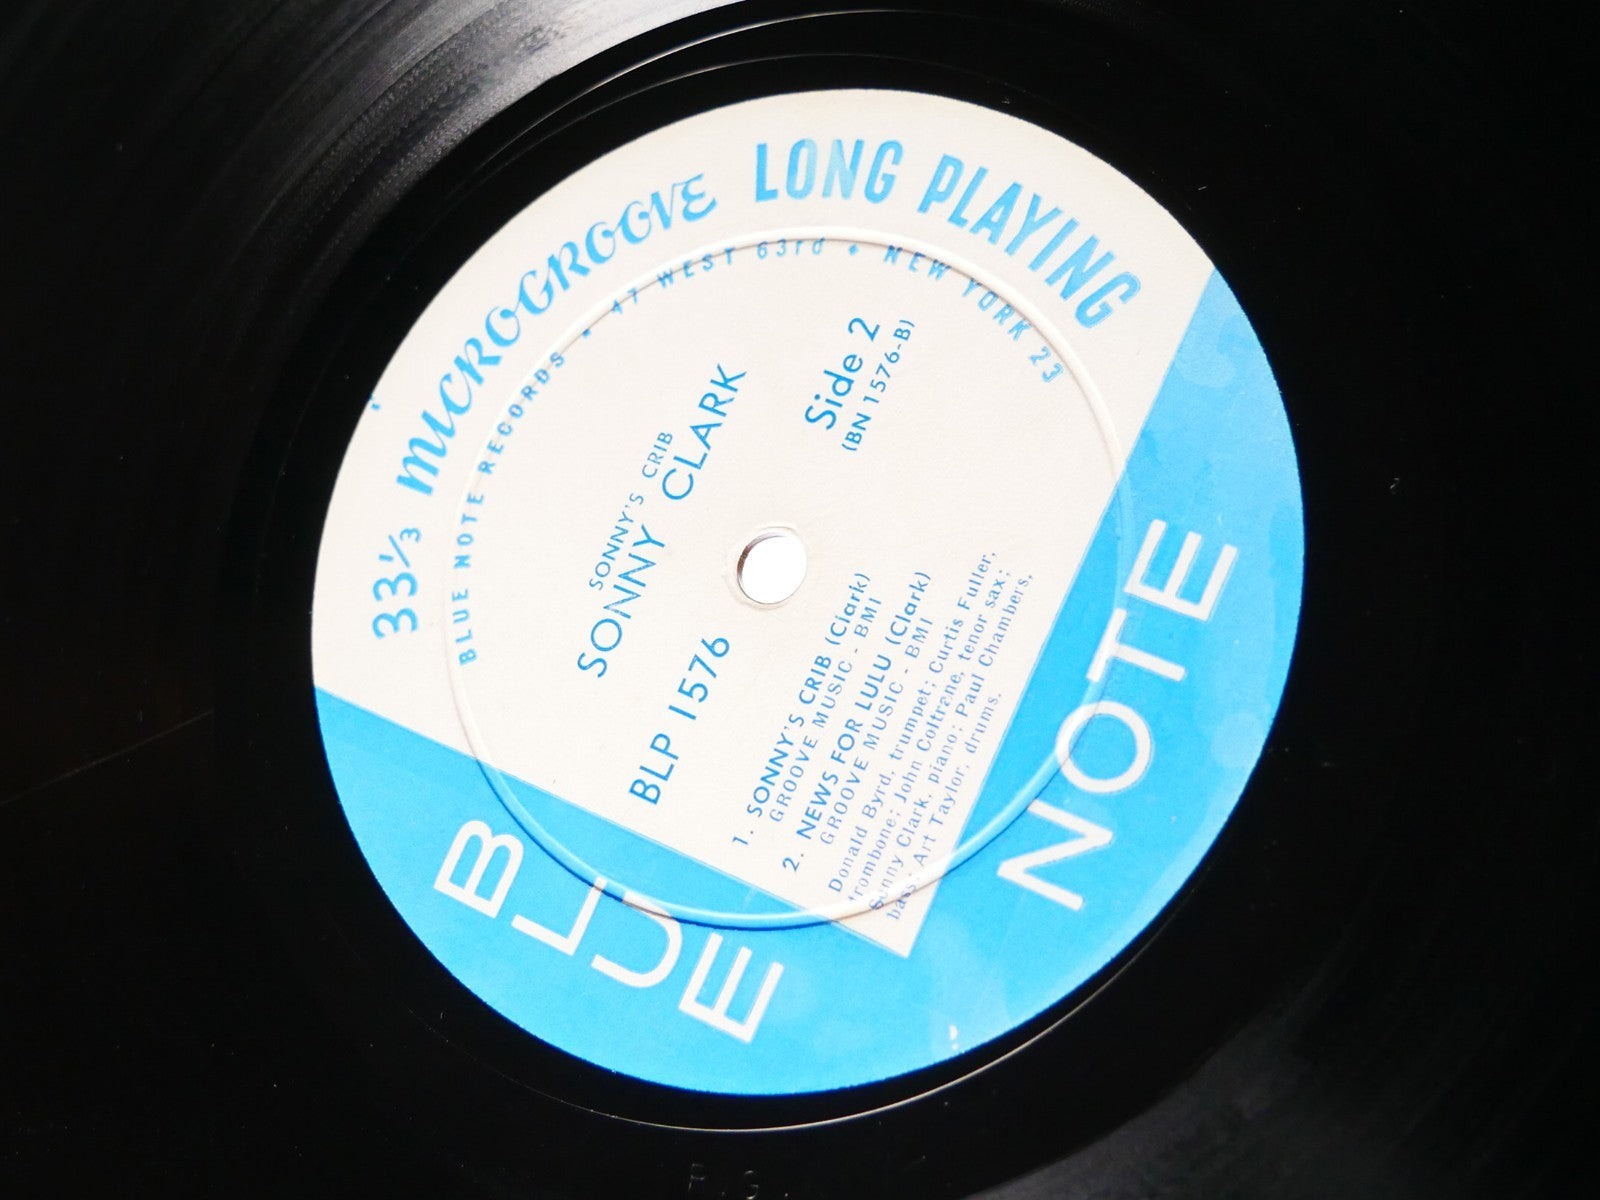 33⅓ MICROGROOVE LONG PLAYING
BLUE NOTE RECORDS • 47 WEST 63rd • NEW YORK 23
Side 2
(BN 1576-B)
SONNY'S CRIB
SONNY CLARK
BLP 1576
1. SONNY'S CRIB (Clark)
GROOVE MUSIC - BMI
2. NEWS FOR LULU (Clark)
GROOVE MUSIC - BMI
Donald Byrd, trumpet; Curtis Fuller,
trombone; John Coltrane, tenor sax;
Sonny Clark, piano; Paul Chambers,
bass; Art Taylor, drums.
BLUE
NOTE